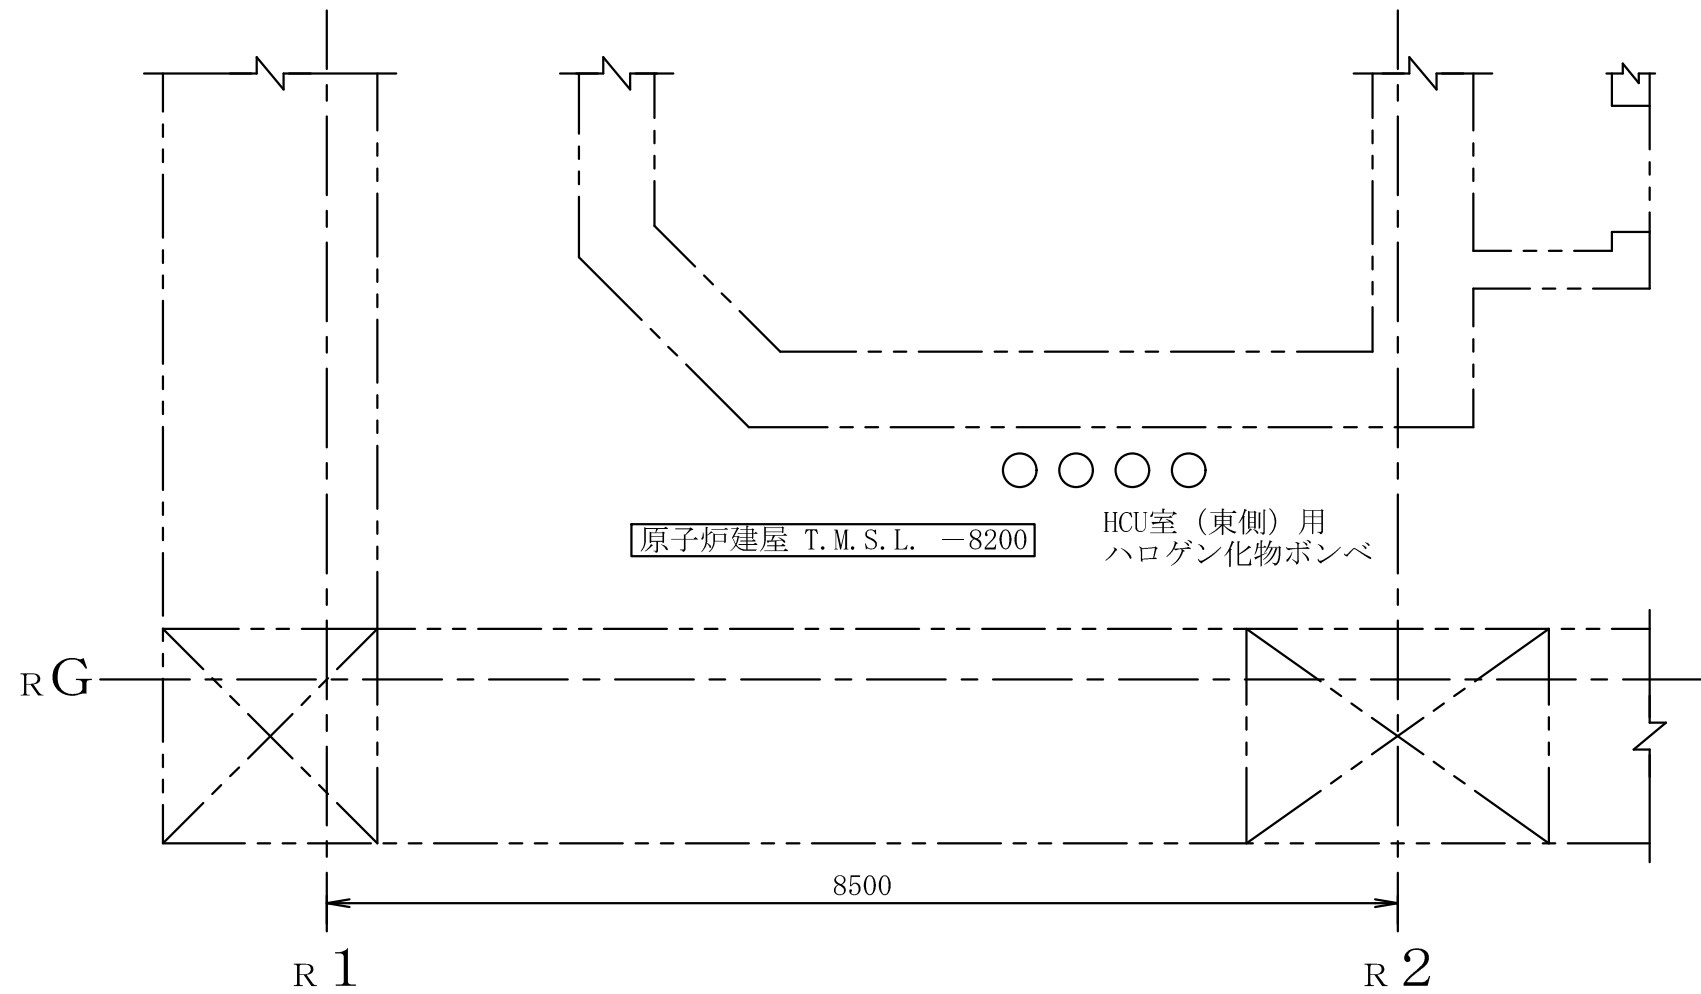 HCU室（東側）用
ハロゲン化物ボンベ
原子炉建屋 T.M.S.L. －8200
RG
8500
R1
R2